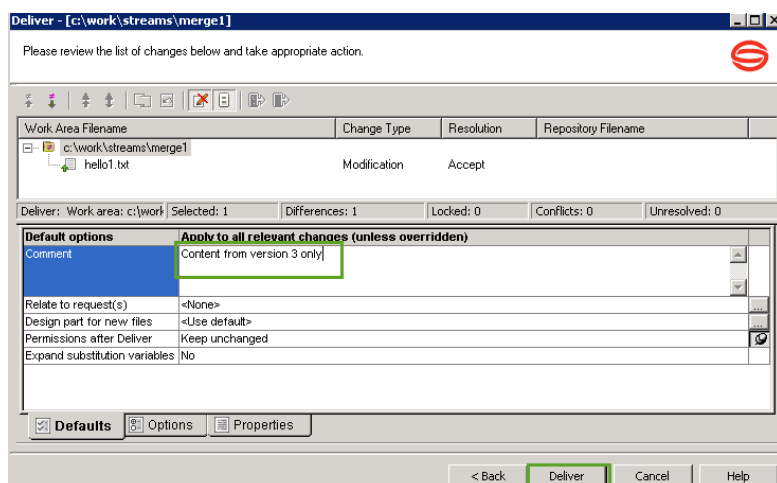 Deliver - [c:\work\streams\merge1]
Please review the list of changes below and take appropriate action.
Work Area Filename Change Type Resolution Repository Filename
c:\work\streams\merge1
hello1.txt Modification Accept
Deliver: Work area: c:\work Selected: 1 Differences: 1 Locked: 0 Conflicts: 0 Unresolved: 0
Default options Apply to all relevant changes (unless overridden)
Comment Content from version 3 only
Relate to request(s) <None>
Design part for new files <Use default>
Permissions after Deliver Keep unchanged
Expand substitution variables No
Defaults Options Properties
< Back Deliver Cancel Help